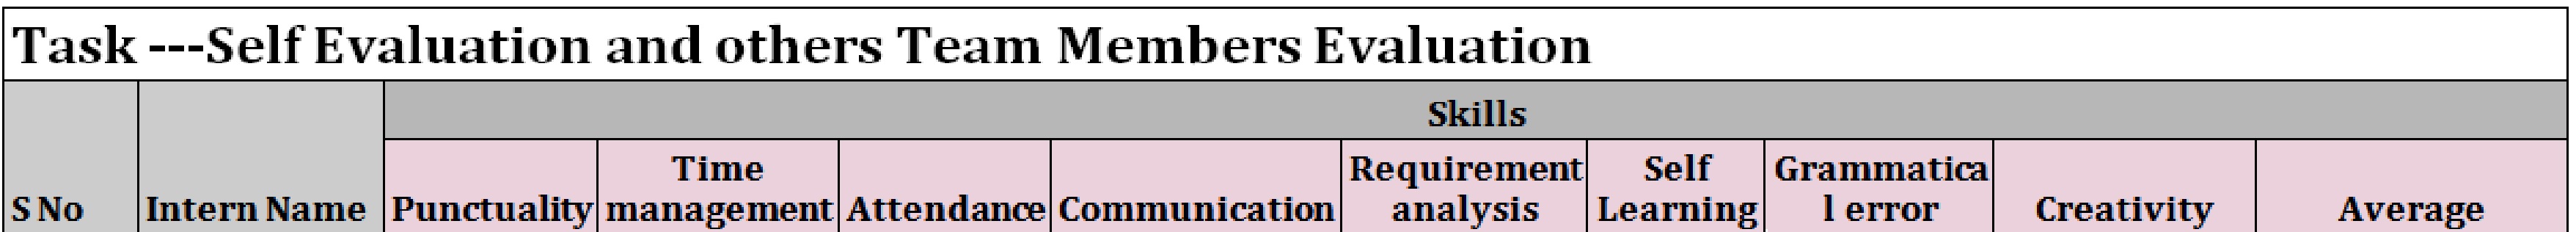 Task ---Self Evaluation and others Team Members Evaluation
Skills
S No
Intern Name
Punctuality
Time
management
Attendance
Communication
Requirement
analysis
Self
Learning
Grammatica
l error
Creativity
Average